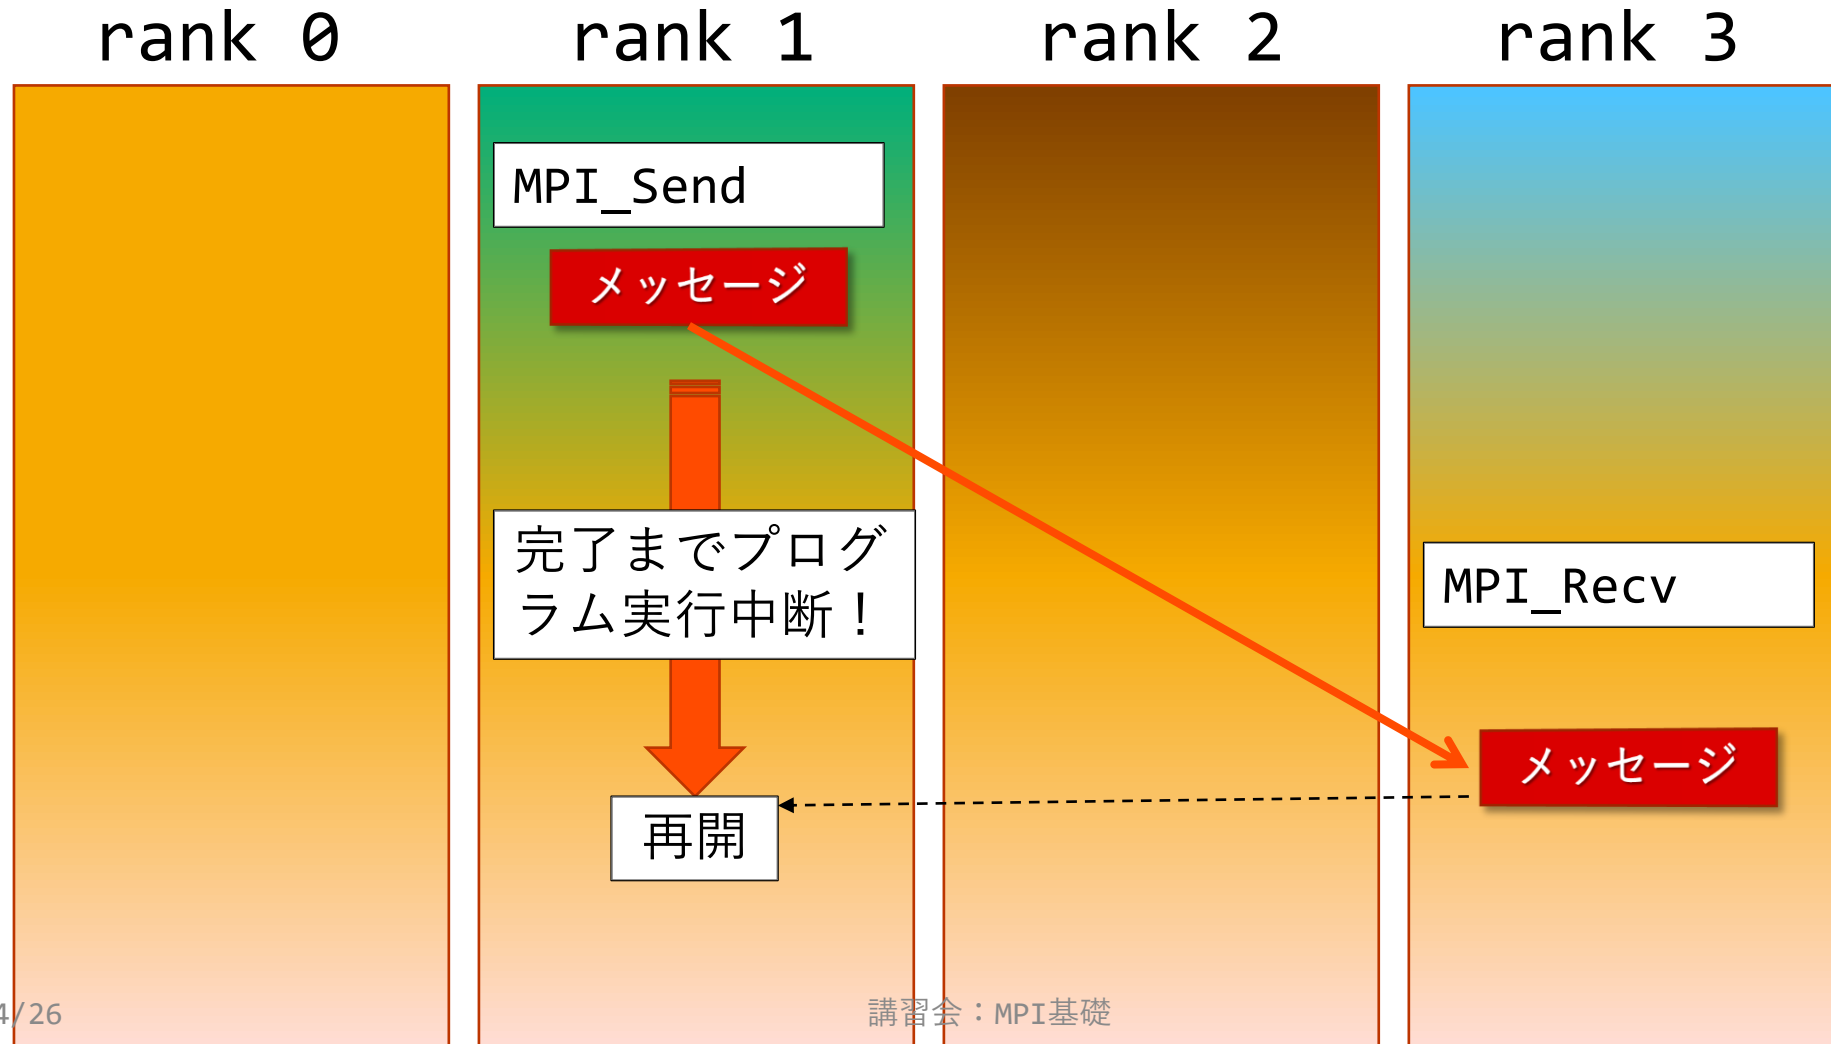 rank 0
rank 1
rank 2
rank 3
MPI_Send
メッセージ
完了までプログ
ラム実行中断！
MPI_Recv
メッセージ
再開
4/26
講習会：MPI基礎